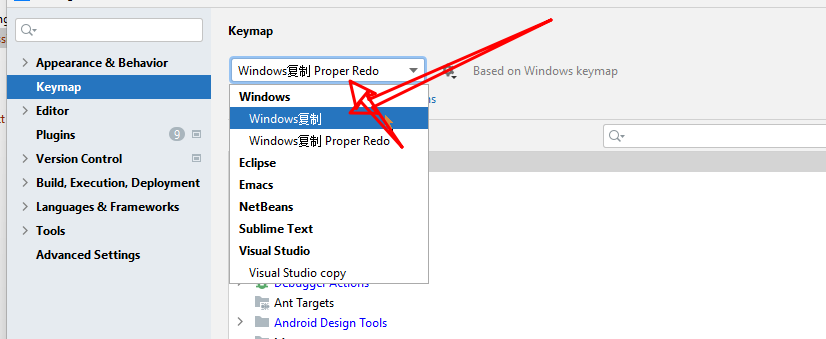 ss
Keymap
Windows复制 Proper Redo
Based on Windows keymap
Appearance & Behavior
Keymap
Editor
Plugins 9
Version Control
Build, Execution, Deployment
Languages & Frameworks
Tools
Advanced Settings
Windows
Windows复制
Windows复制 Proper Redo
Eclipse
Emacs
NetBeans
Sublime Text
Visual Studio
Visual Studio copy
Debugger Actions
Ant Targets
Android Design Tools